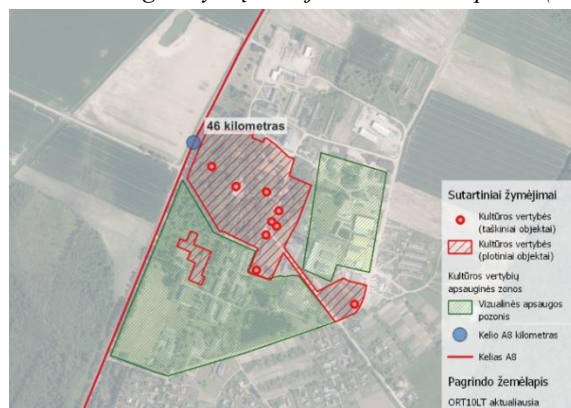 46 kilometras
Sutartiniai žymėjimai
Kultūros vertybės
(taškiniai objektai)
Kultūros vertybės
(plotiniai objektai)
Kultūros vertybių
apsauginės zonos
Vizualinės apsaugos
pozonis
Kelio A8 kilometras
Kelias A8
Pagrindo žemėlapis
ORT10LT aktualiausia